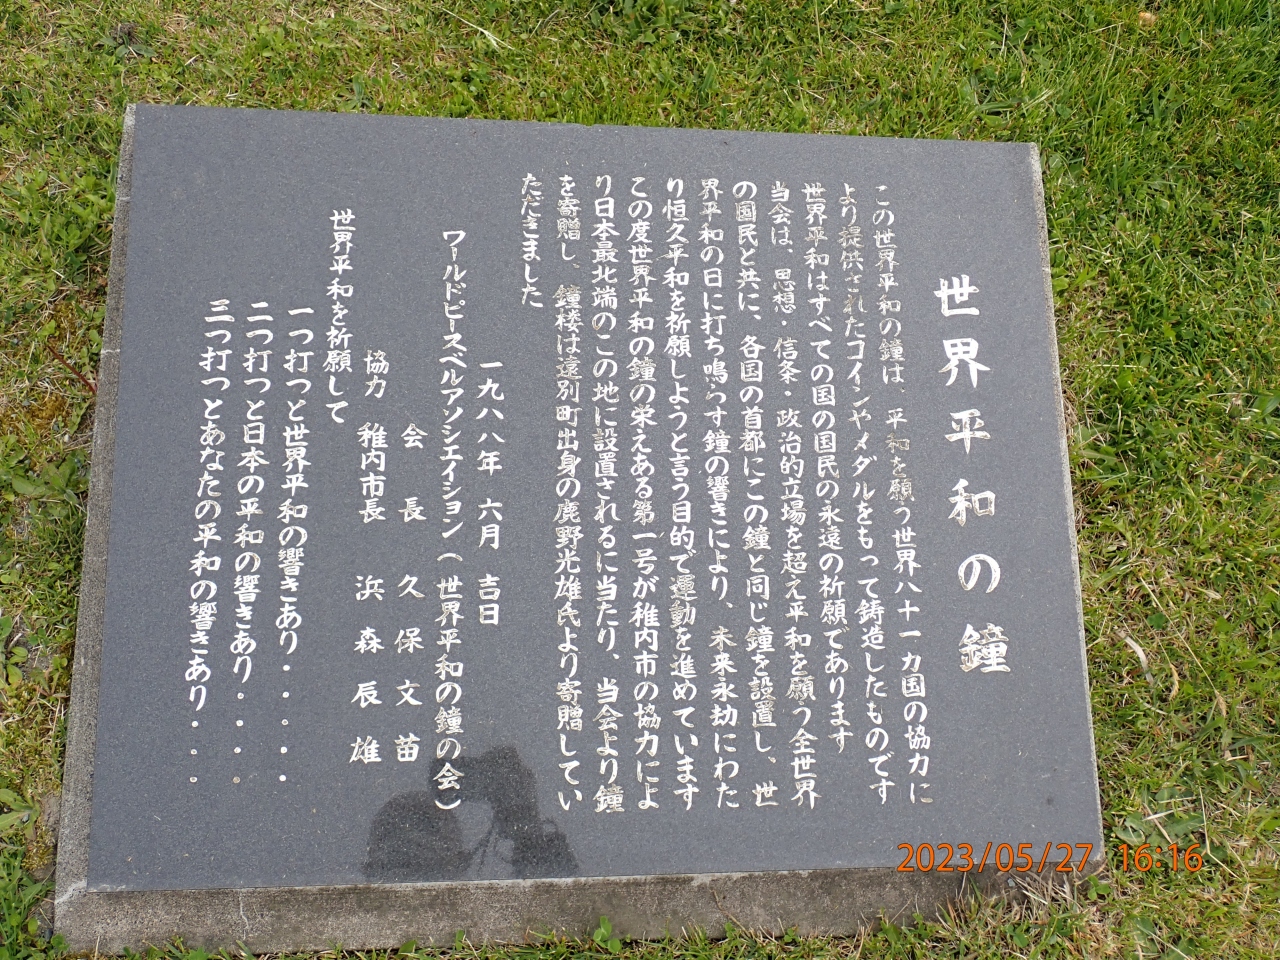 世界平和の鐘
この世界平和の鐘は、平和を願う世界八十一カ国の協力に
より提供されたコインやメダルをもって鋳造したものです
世界平和はすべての国の国民の永遠の祈願であります
当会は、思想・信条・政治的立場を超え平和を願う全世界
の国民と共に、各国の首都にこの鐘と同じ鐘を設置し、世
界平和の日に打ち鳴らす鐘の響きにより、未来永劫にわた
り恒久平和を祈願しようと言う目的で運動を進めています
この度世界平和の鐘の栄えある第一号が稚内市の協力によ
り日本最北端のこの地に設置されるに当たり、当会より鐘
を寄贈し、鐘楼は遠別町出身の鹿野光雄氏より寄贈してい
ただきました
一九八八年 六月 吉日
ワールドピースベルアソシエイション(世界平和の鐘の会)
会長 久保文苗
協力 稚内市長 浜森辰雄
世界平和を祈願して
一つ打つと世界平和の響きあり・・・・
二つ打つと日本の平和の響きあり・・・・
三つ打つとあなたの平和の響きあり・・・・
2023/05/27 16:16